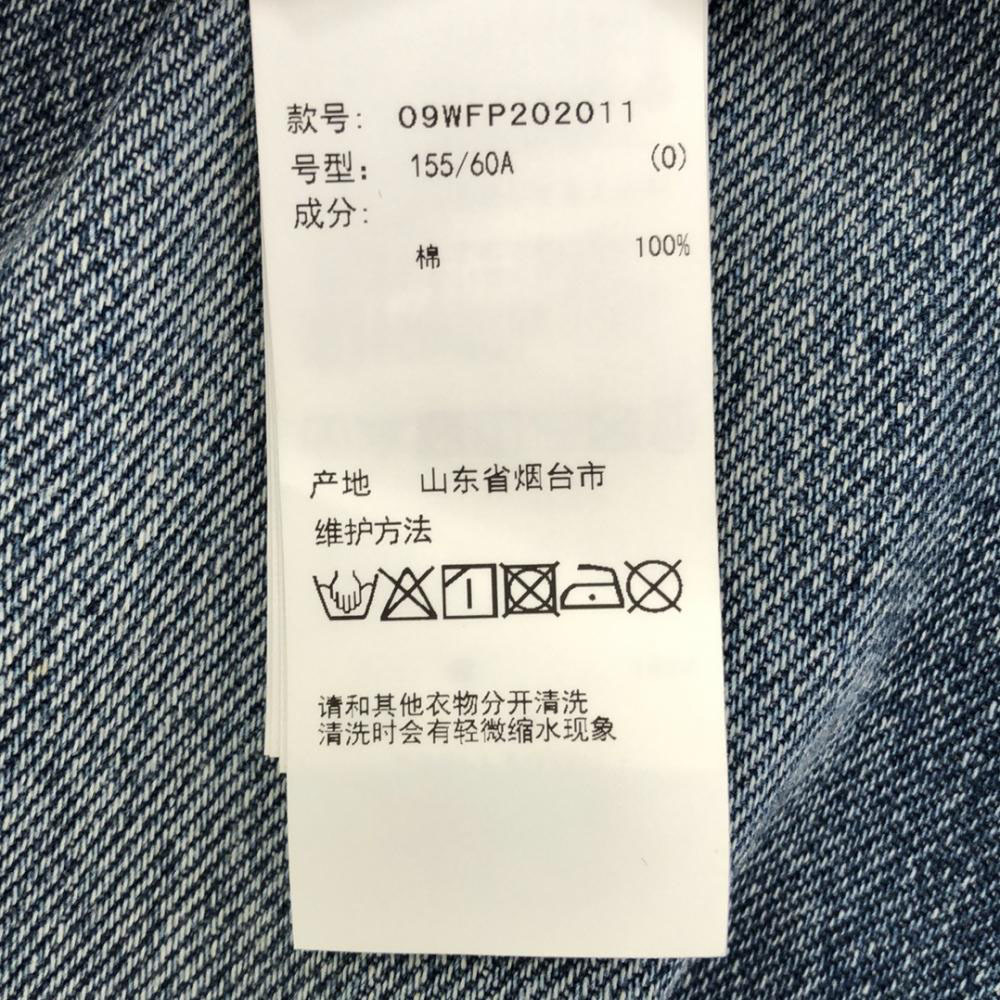 款号: 09WFP202011
号型: 155/60A (0)
成分:
棉 100%
产地 山东省烟台市
维护方法
请和其他衣物分开清洗
清洗时会有轻微缩水现象